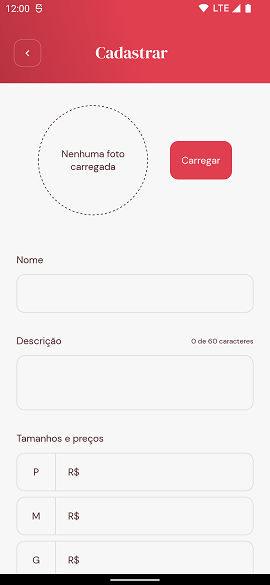 12:00 LTE
Cadastrar
Nenhuma foto
carregada
Carregar
Nome
Descrição
0 de 60 caracteres
Tamanhos e preços
P R$
M R$
G R$